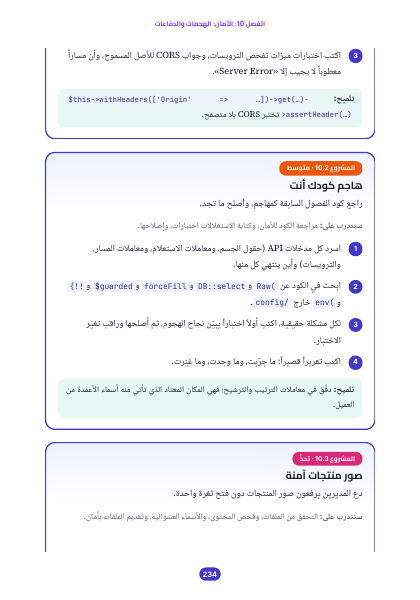 الفصل 10: الأمان: الهجمات والدفاعات
3 اكتب اختبارات ميزات تفحص الترويسات، وجواب CORS للأصل المسموح، وأن مساراً
معطوباً لا يجيب إلا «Server Error».
تلميح: $this->withHeaders(['Origin' => …])->get(…)-
>assertHeader(…) تختبر CORS بلا متصفح.
المشروع 10.2 · متوسط
هاجم كودك أنت
راجع كود الفصول السابقة كمهاجم، وأصلح ما تجد.
ستتدرب على: مراجعة الكود للأمان، وكتابة الاستغلالات اختبارات، وإصلاحها.
1 اسرد كل مدخلات API (حقول الجسم، ومعاملات الاستعلام، ومعاملات المسار،
والترويسات) وأين ينتهي كل منها.
2 ابحث في الكود عن Raw( و DB::select و forceFill و $guarded و {!!
و env( خارج config/ .
3 لكل مشكلة حقيقية، اكتب أولاً اختباراً يبيّن نجاح الهجوم، ثم أصلحها وراقب تغيّر
الاختبار.
4 اكتب تقريراً قصيراً: ما جرّبت، وما وجدت، وما غيّرت.
تلميح: دقّق في معاملات الترتيب والترشيح؛ فهي المكان المعتاد الذي تأتي منه أسماء الأعمدة من
العميل.
المشروع 10.3 · تحدٍّ
صور منتجات آمنة
دع المديرين يرفعون صور المنتجات دون فتح ثغرة واحدة.
ستتدرب على: التحقق من الملفات، وفحص المحتوى، والأسماء العشوائية، وتقديم الملفات بأمان.
234